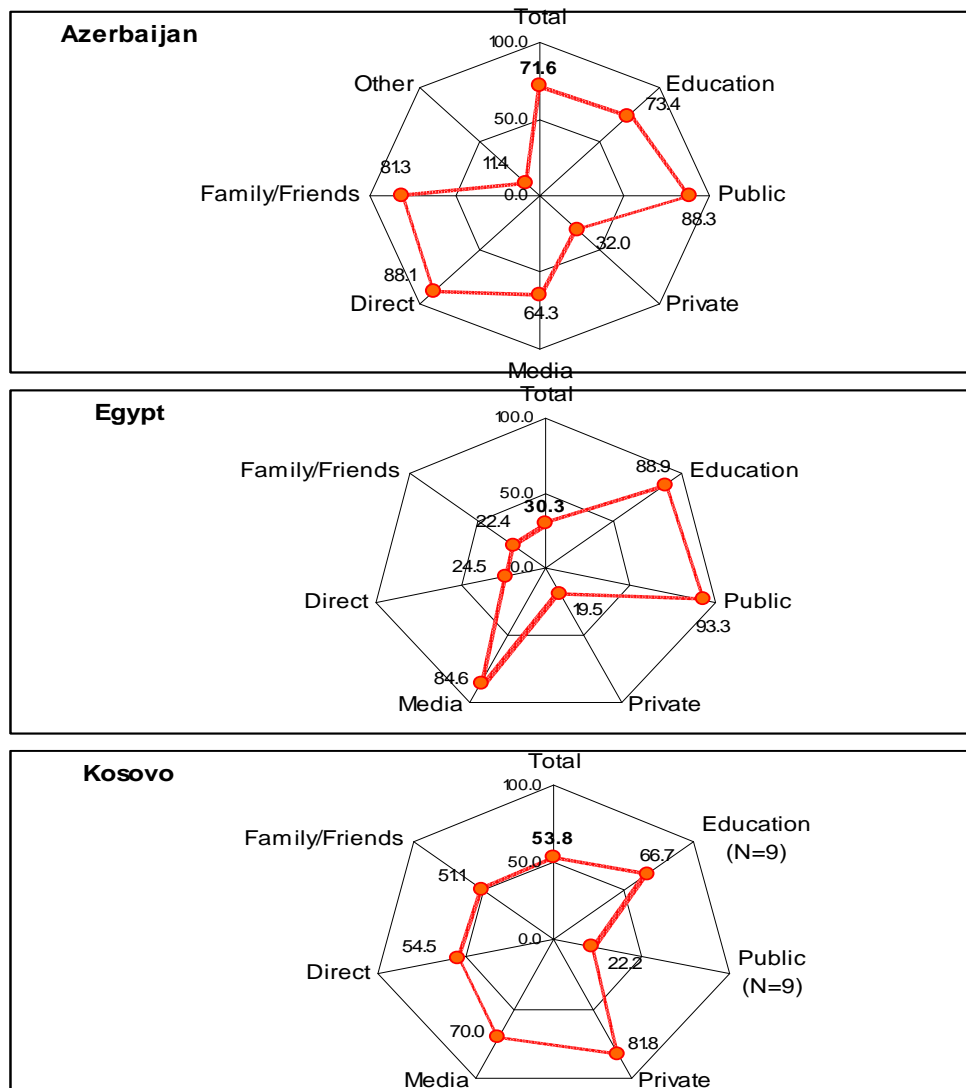 Azerbaijan
Total
100.0
71.6
Other
Education
73.4
50.0
11.4
81.3
Family/Friends
0.0
Public
88.3
32.0
88.1
Direct
64.3
Private
Media
Egypt
Total
100.0
Family/Friends
88.9
Education
50.0
30.3
22.4
24.5
0.0
Direct
19.5
Public
93.3
84.6
Media
Private
Kosovo
Total
100.0
Family/Friends
53.8
Education
(N=9)
50.0
66.7
51.1
0.0
54.5
22.2
Direct
Public
(N=9)
70.0
81.8
Media
Private